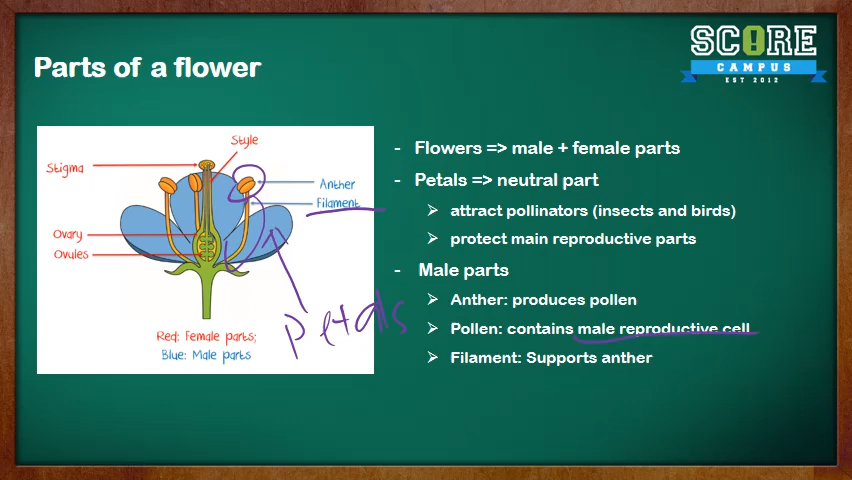 Parts of a flower
SCORE
CAMPUS
EST 2012
Style
Stigma
Anther
Filament
Ovary
Ovules
Petals
Red: Female parts;
Blue: Male parts
- Flowers => male + female parts
- Petals => neutral part
➢ attract pollinators (insects and birds)
➢ protect main reproductive parts
- Male parts
➢ Anther: produces pollen
➢ Pollen: contains male reproductive cell
➢ Filament: Supports anther